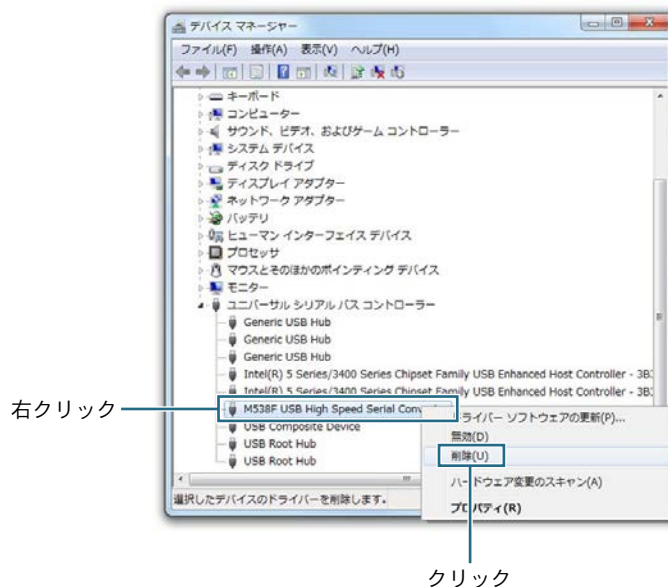 デバイス マネージャー
ファイル(F) 操作(A) 表示(V) ヘルプ(H)
キーボード
コンピューター
サウンド、ビデオ、およびゲーム コントローラー
システム デバイス
ディスク ドライブ
ディスプレイ アダプター
ネットワーク アダプター
バッテリ
ヒューマン インターフェイス デバイス
プロセッサ
マウスとそのほかのポインティング デバイス
モニター
ユニバーサル シリアル バス コントローラー
Generic USB Hub
Generic USB Hub
Generic USB Hub
Intel(R) 5 Series/3400 Series Chipset Family USB Enhanced Host Controller - 3B
Intel(R) 5 Series/3400 Series Chipset Family USB Enhanced Host Controller - 3B
右クリック
M538F USB High Speed Serial Conv
USB Composite Device
USB Root Hub
USB Root Hub
ドライバー ソフトウェアの更新(P)...
無効(D)
削除(U)
ハードウェア変更のスキャン(A)
プロパティ(R)
選択したデバイスのドライバーを削除します。
クリック